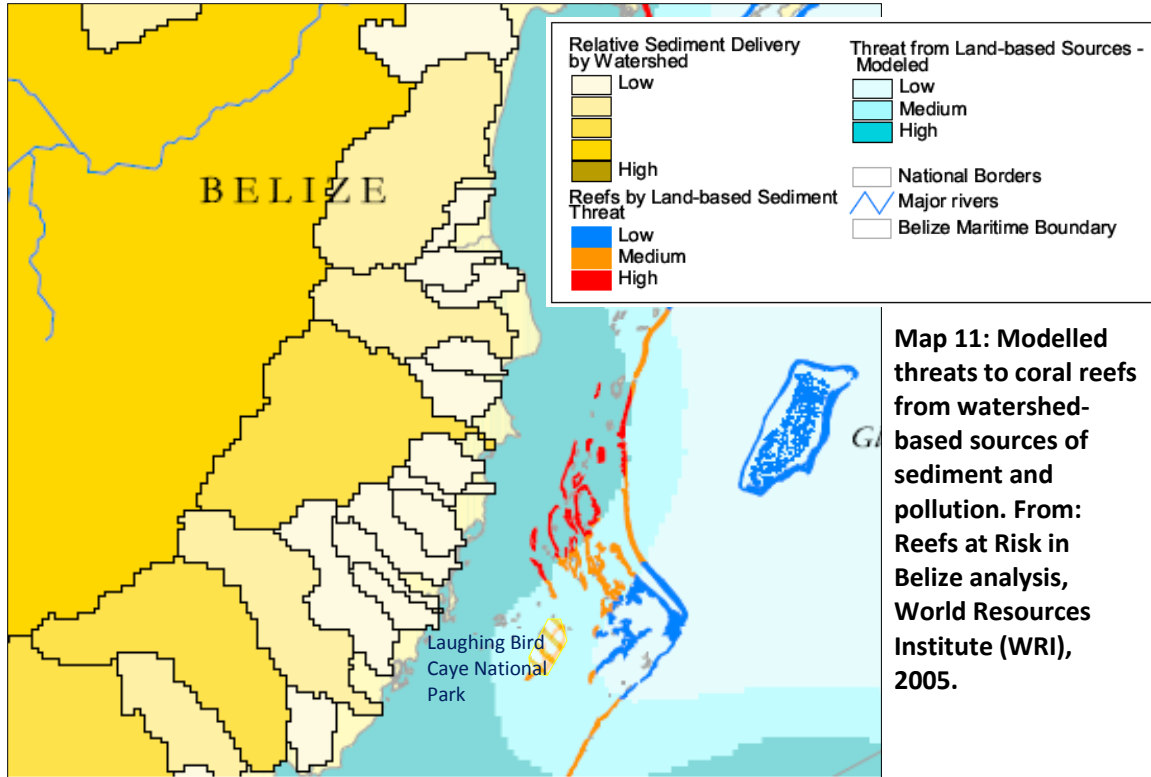 BELIZE
Laughing Bird
Caye National
Park
Relative Sediment Delivery
by Watershed
Low
High
Reefs by Land-based Sediment
Threat
Low
Medium
High
Threat from Land-based Sources -
Modeled
Low
Medium
High
National Borders
Major rivers
Belize Maritime Boundary
Map 11: Modelled
threats to coral reefs
from watershed-
based sources of
sediment and
pollution. From:
Reefs at Risk in
Belize analysis,
World Resources
Institute (WRI),
2005.